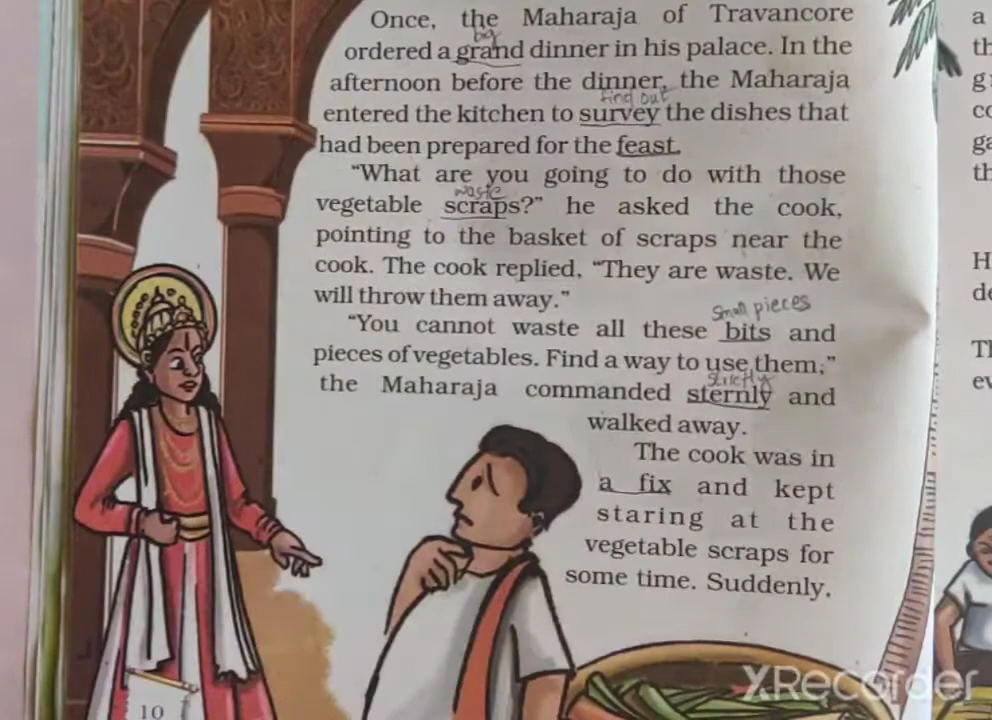 Once, the Maharaja of Travancore
big
ordered a grand dinner in his palace. In the
afternoon before the dinner, the Maharaja
find out
entered the kitchen to survey the dishes that
had been prepared for the feast.
"What are you going to do with those
waste
vegetable scraps?" he asked the cook,
pointing to the basket of scraps near the
cook. The cook replied, "They are waste. We
will throw them away."
small pieces
"You cannot waste all these bits and
pieces of vegetables. Find a way to use them,"
strictly
the Maharaja commanded sternly and
walked away.
The cook was in
a fix and kept
staring at the
vegetable scraps for
some time. Suddenly,
10
XRecorder